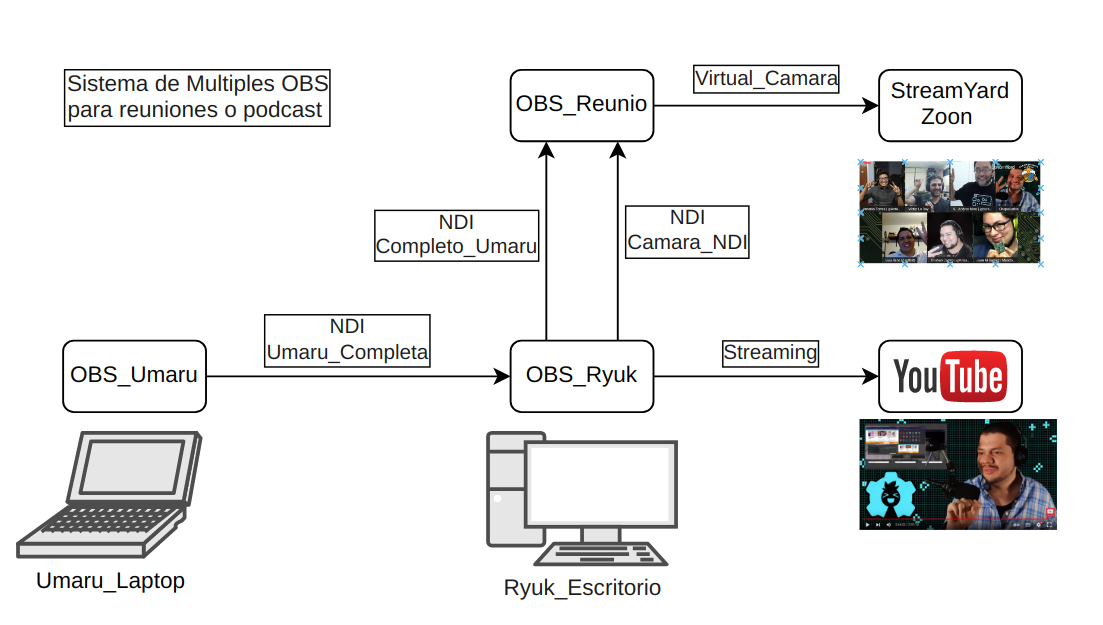 Sistema de Multiples OBS
para reuniones o podcast
OBS_Reunio
Virtual_Camara
StreamYard
Zoon
NDI
Completo_Umaru
NDI
Camara_NDI
OBS_Umaru
NDI
Umaru_Completa
OBS_Ryuk
Streaming
YouTube
Umaru_Laptop
Ryuk_Escritorio